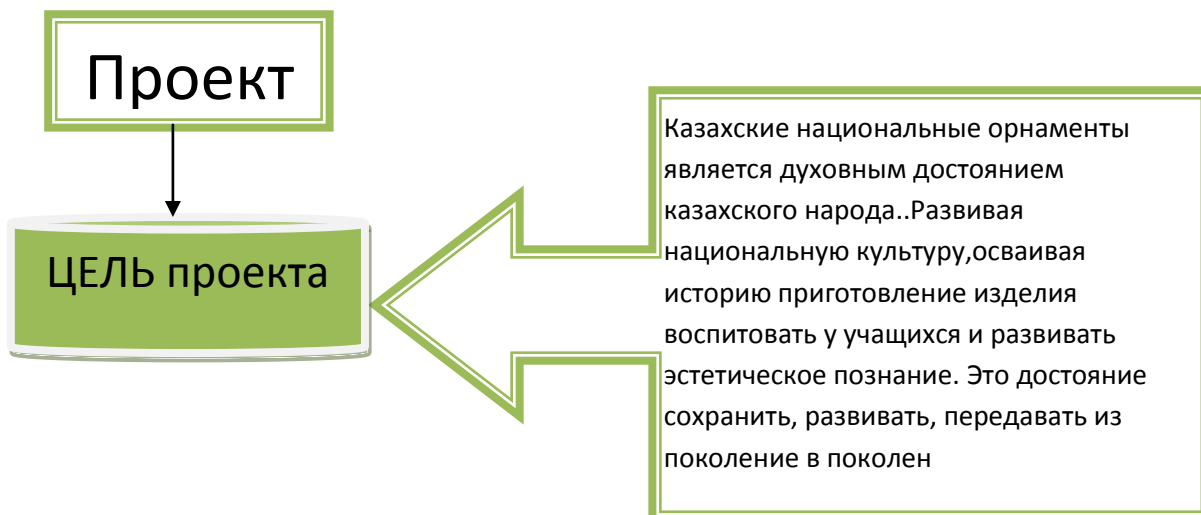 Проект
ЦЕЛЬ проекта
Казахские национальные орнаменты
является духовным достоянием
казахского народа..Развивая
национальную культуру,осваивая
историю приготовление изделия
воспитовать у учащихся и развивать
эстетическое познание. Это достояние
сохранить, развивать, передавать из
поколение в поколен